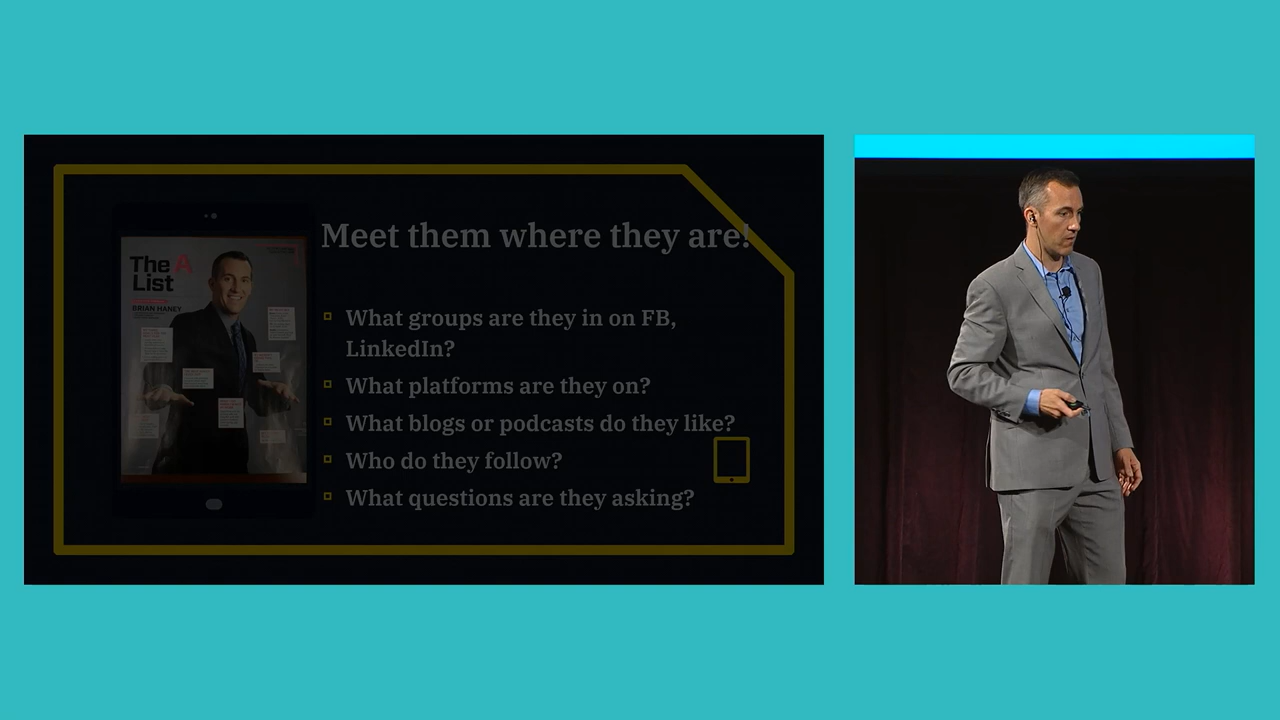 Meet them where they are!
The A
List
BRIAN HANEY
What groups are they in on FB,
LinkedIn?
What platforms are they on?
What blogs or podcasts do they like?
Who do they follow?
What questions are they asking?